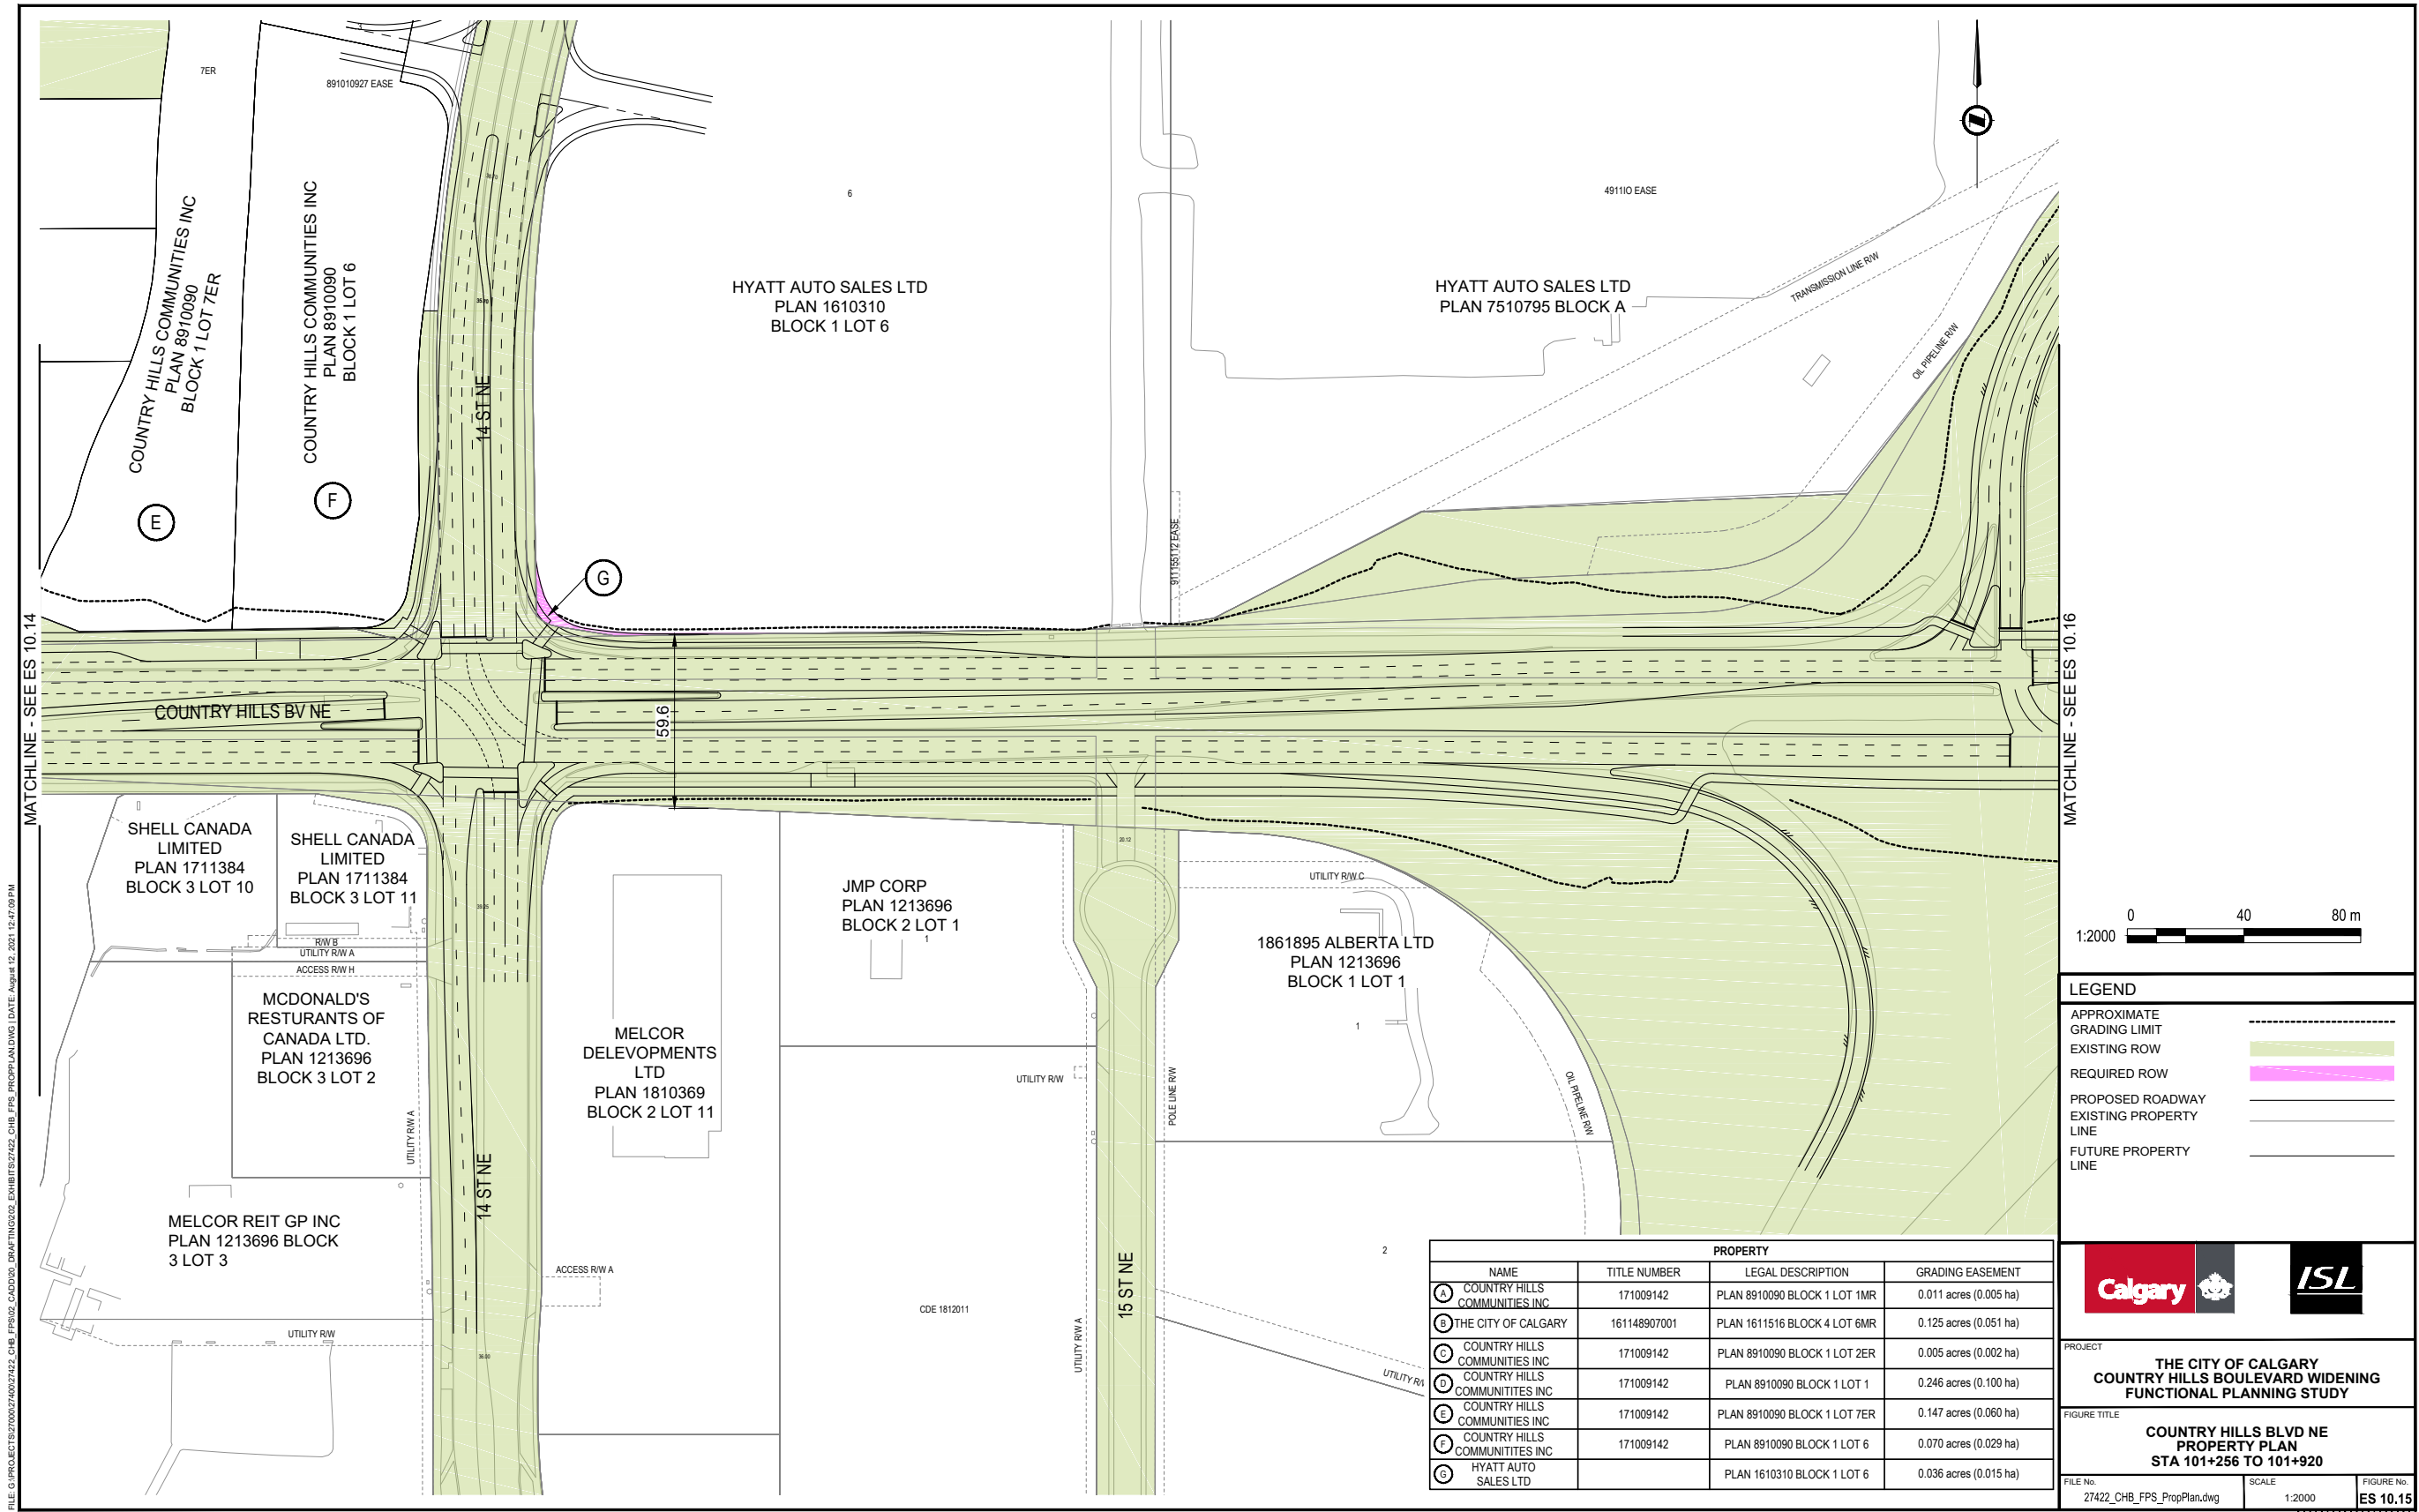 7ER
891010927 EASE
6
4911IO EASE
COUNTRY HILLS COMMUNITIES INC
PLAN 8910090
BLOCK 1 LOT 7ER
COUNTRY HILLS COMMUNITIES INC
PLAN 8910090
BLOCK 1 LOT 6
E
F
G
14 ST NE
HYATT AUTO SALES LTD
PLAN 1610310
BLOCK 1 LOT 6
HYATT AUTO SALES LTD
PLAN 7510795 BLOCK A
TRANSMISSION LINE R/W
OIL PIPELINE R/W
911155112 EASE
MATCHLINE - SEE ES 10.14
MATCHLINE - SEE ES 10.16
COUNTRY HILLS BV NE
59.6
SHELL CANADA
LIMITED
PLAN 1711384
BLOCK 3 LOT 10
SHELL CANADA
LIMITED
PLAN 1711384
BLOCK 3 LOT 11
R/W B
UTILITY R/W A
ACCESS R/W H
MCDONALD'S
RESTURANTS OF
CANADA LTD.
PLAN 1213696
BLOCK 3 LOT 2
UTILITY R/W A
MELCOR REIT GP INC
PLAN 1213696 BLOCK
3 LOT 3
UTILITY R/W
14 ST NE
36.00
MELCOR
DELEVOPMENTS
LTD
PLAN 1810369
BLOCK 2 LOT 11
ACCESS R/W A
JMP CORP
PLAN 1213696
BLOCK 2 LOT 1
1
UTILITY R/W
POLE LINE R/W
CDE 1812011
UTILITY R/W A
15 ST NE
20.12
UTILITY R/W C
1861895 ALBERTA LTD
PLAN 1213696
BLOCK 1 LOT 1
1
OIL PIPELINE R/W
2
UTILITY R/
PROPERTY
NAME TITLE NUMBER LEGAL DESCRIPTION GRADING EASEMENT
A COUNTRY HILLS COMMUNITIES INC 171009142 PLAN 8910090 BLOCK 1 LOT 1MR 0.011 acres (0.005 ha)
B THE CITY OF CALGARY 161148907001 PLAN 1611516 BLOCK 4 LOT 6MR 0.125 acres (0.051 ha)
C COUNTRY HILLS COMMUNITIES INC 171009142 PLAN 8910090 BLOCK 1 LOT 2ER 0.005 acres (0.002 ha)
D COUNTRY HILLS COMMUNITITES INC 171009142 PLAN 8910090 BLOCK 1 LOT 1 0.246 acres (0.100 ha)
E COUNTRY HILLS COMMUNITIES INC 171009142 PLAN 8910090 BLOCK 1 LOT 7ER 0.147 acres (0.060 ha)
F COUNTRY HILLS COMMUNITITES INC 171009142 PLAN 8910090 BLOCK 1 LOT 6 0.070 acres (0.029 ha)
G HYATT AUTO SALES LTD PLAN 1610310 BLOCK 1 LOT 6 0.036 acres (0.015 ha)
0 40 80 m
1:2000
LEGEND
APPROXIMATE
GRADING LIMIT
EXISTING ROW
REQUIRED ROW
PROPOSED ROADWAY
EXISTING PROPERTY
LINE
FUTURE PROPERTY
LINE
Calgary
ISL
PROJECT
THE CITY OF CALGARY
COUNTRY HILLS BOULEVARD WIDENING
FUNCTIONAL PLANNING STUDY
FIGURE TITLE
COUNTRY HILLS BLVD NE
PROPERTY PLAN
STA 101+256 TO 101+920
FILE No. SCALE FIGURE No.
27422_CHB_FPS_PropPlan.dwg 1:2000 ES 10.15